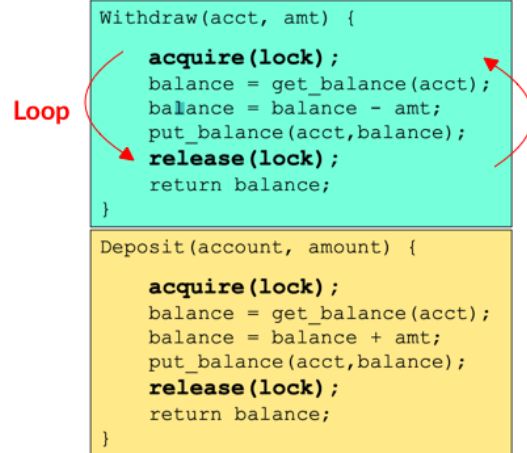 Withdraw(acct, amt) {
acquire(lock);
balance = get_balance(acct);
balance = balance - amt;
put_balance(acct,balance);
release(lock);
return balance;
}
Loop
Deposit(account, amount) {
acquire(lock);
balance = get_balance(acct);
balance = balance + amt;
put_balance(acct,balance);
release(lock);
return balance;
}